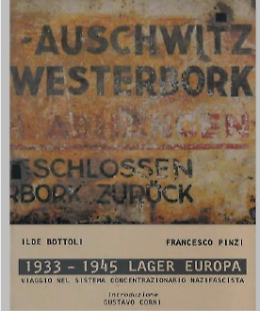 -AUSCHWITZ
WESTERBORK
SCHLOSSEN
RBORK ZURÜCK
ILDE BOTTOLI FRANCESCO PINZI
1933 - 1945 LAGER EUROPA
VIAGGIO NEL SISTEMA CONCENTRAZIONARIO NAZIFASCISTA
introduzione
GUSTAVO CORNI